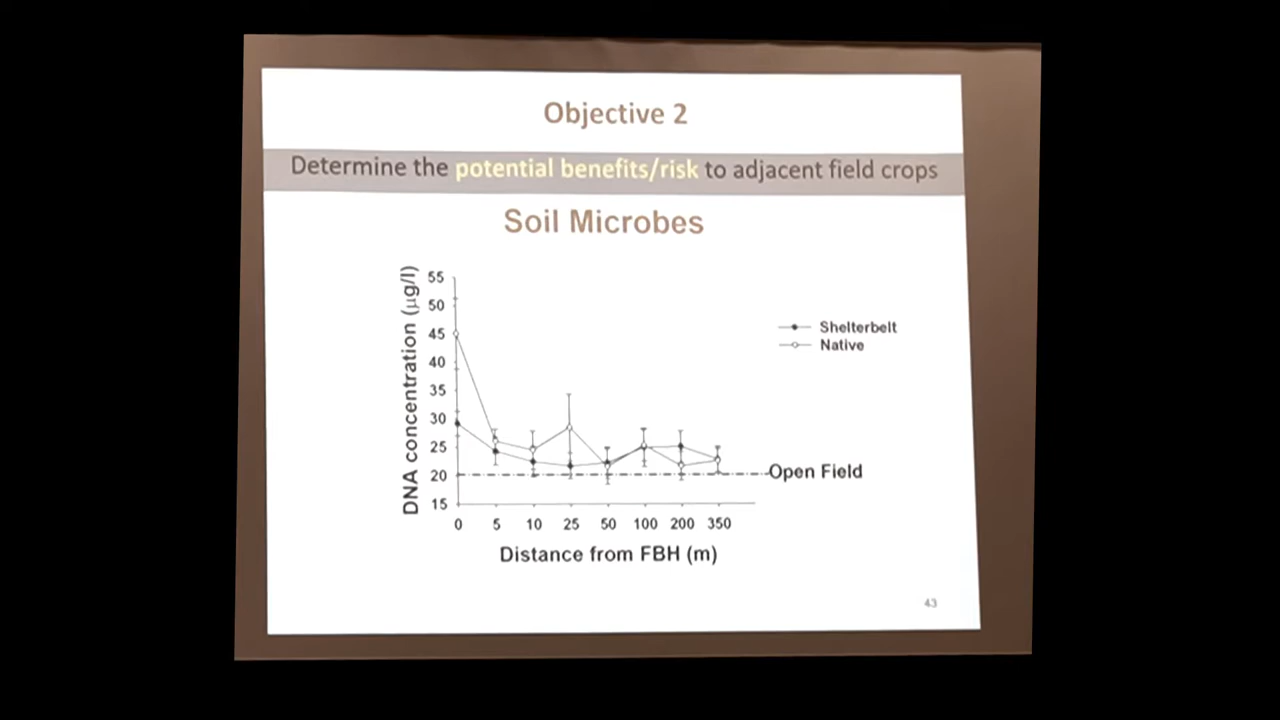 Objective 2
Determine the potential benefits/risk to adjacent field crops
Soil Microbes
DNA concentration (µg/l)
55
50
45
40
35
30
25
20
15
0 5 10 25 50 100 200 350
Distance from FBH (m)
Shelterbelt
Native
Open Field
43